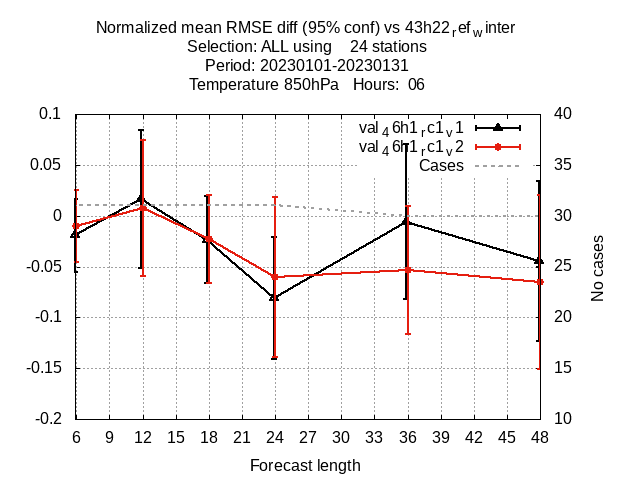 Normalized mean RMSE diff (95% conf) vs 43h22refwinter
Selection: ALL using    24 stations
Period: 20230101-20230131
Temperature 850hPa   Hours:  06
val46h1rc1v1
val46h1rc1v2
Cases
0.1
0.05
0
-0.05
-0.1
-0.15
-0.2
40
35
30
25
20
15
10
No cases
6 9 12 15 18 21 24 27 30 33 36 39 42 45 48
Forecast length